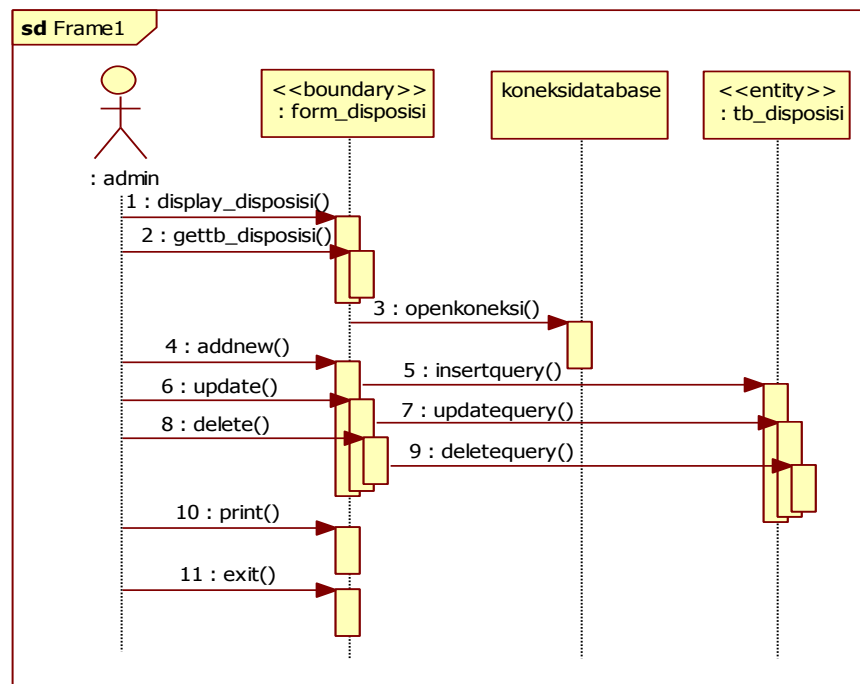 sd Frame1
<<boundary>>
: form_disposisi
koneksidatabase
<<entity>>
: tb_disposisi
: admin
1 : display_disposisi()
2 : gettb_disposisi()
3 : openkoneksi()
4 : addnew()
5 : insertquery()
6 : update()
7 : updatequery()
8 : delete()
9 : deletequery()
10 : print()
11 : exit()